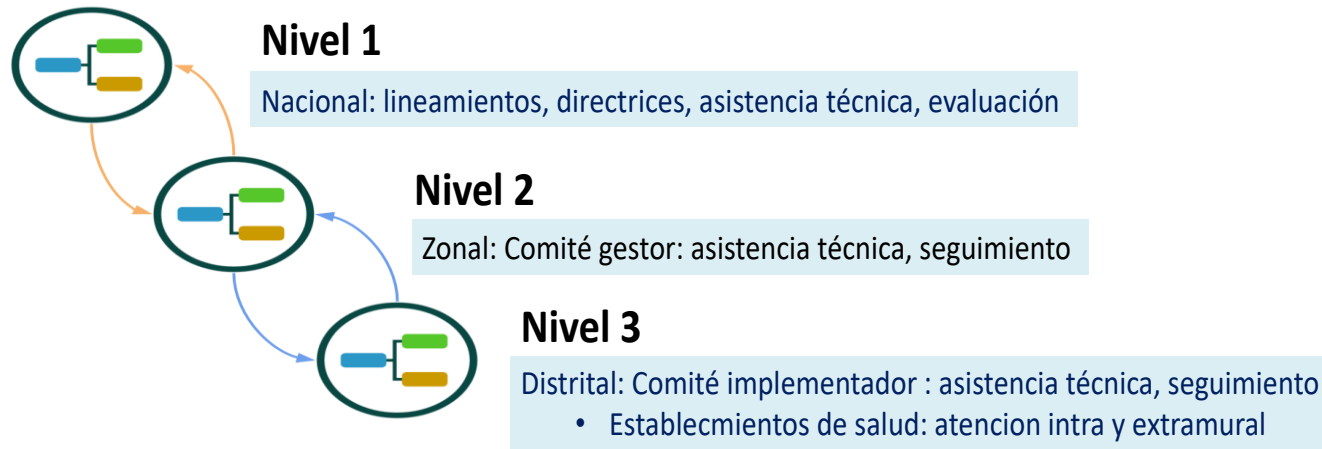 Nivel 1
Nacional: lineamientos, directrices, asistencia técnica, evaluación
Nivel 2
Zonal: Comité gestor: asistencia técnica, seguimiento
Nivel 3
Distrital: Comité implementador : asistencia técnica, seguimiento
• Establecmientos de salud: atencion intra y extramural